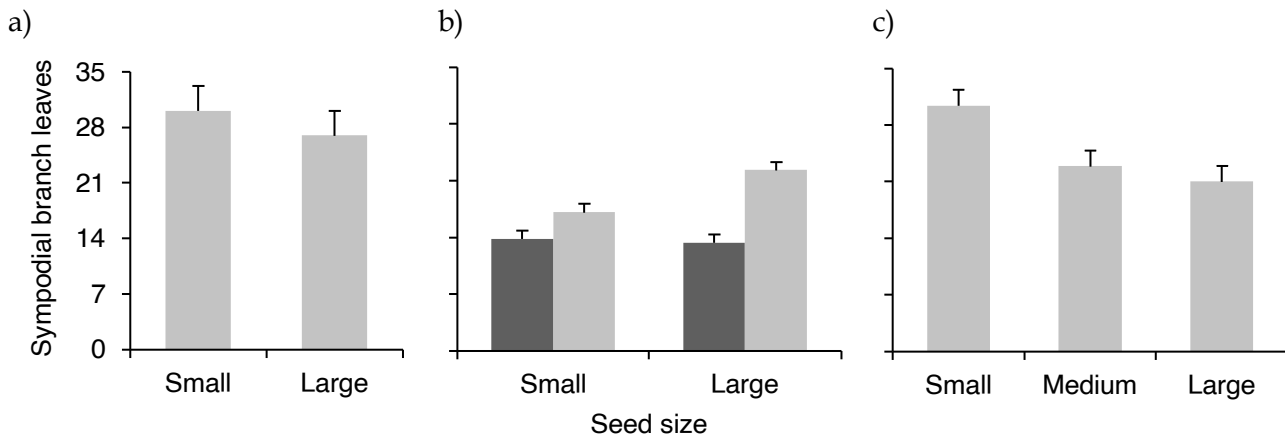 a)
b)
c)
Sympodial branch leaves
35
28
21
14
7
0
Small Large
Small Large
Small Medium Large
Seed size